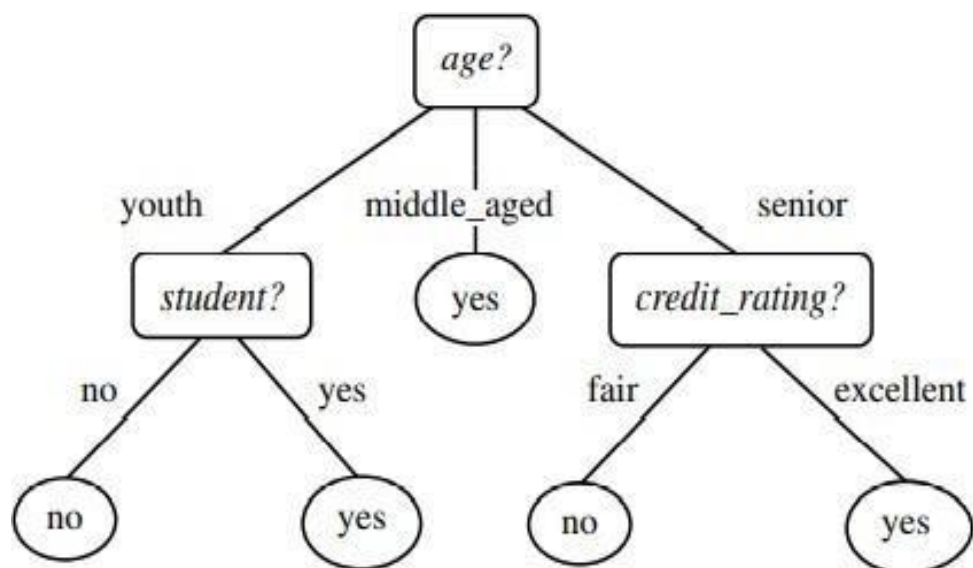 age?
youth middle_aged senior
student? yes credit_rating?
no yes fair excellent
no yes no yes